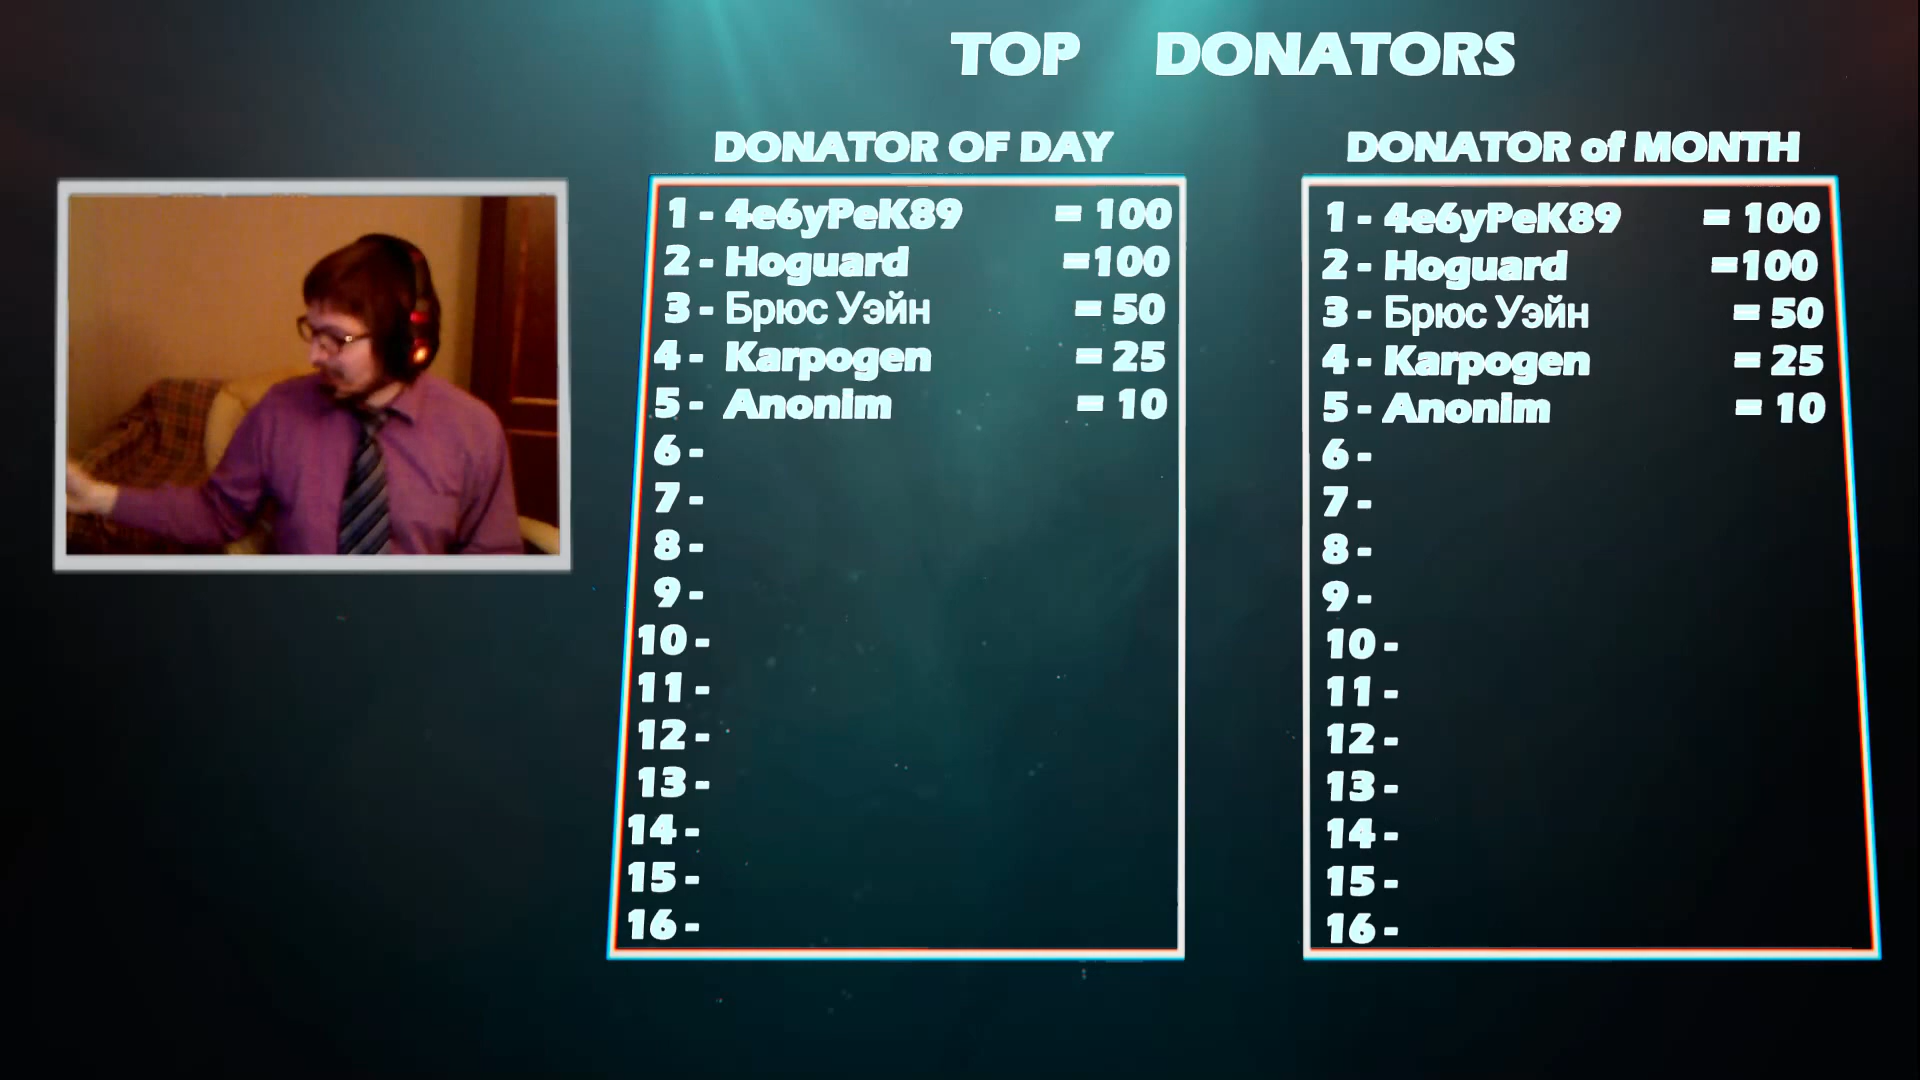 TOP DONATORS
DONATOR OF DAY
1 - 4e6yPeK89 = 100
2 - Hoguard =100
3 - Брюс Уэйн = 50
4 - Karpogen = 25
5 - Anonim = 10
6 -
7 -
8 -
9 -
10 -
11 -
12 -
13 -
14 -
15 -
16 -
DONATOR of MONTH
1 - 4e6yPeK89 = 100
2 - Hoguard =100
3 - Брюс Уэйн = 50
4 - Karpogen = 25
5 - Anonim = 10
6 -
7 -
8 -
9 -
10 -
11 -
12 -
13 -
14 -
15 -
16 -